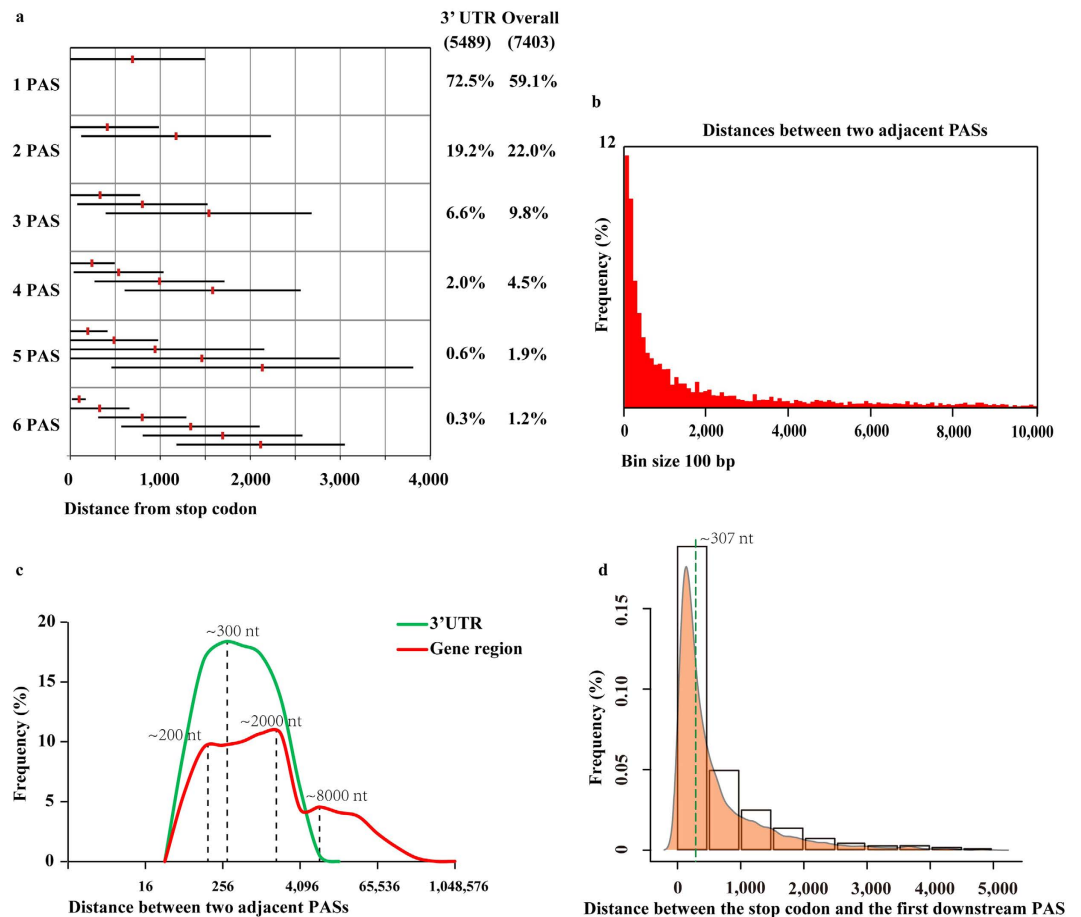 a
3’ UTR Overall
(5489) (7403)
1 PAS 72.5% 59.1%
2 PAS 19.2% 22.0%
3 PAS 6.6% 9.8%
4 PAS 2.0% 4.5%
5 PAS 0.6% 1.9%
6 PAS 0.3% 1.2%
0 1,000 2,000 3,000 4,000
Distance from stop codon
b
Distances between two adjacent PASs
12
Frequency (%)
0 2,000 4,000 6,000 8,000 10,000
Bin size 100 bp
c
20
15
10
5
0
Frequency (%)
~300 nt
~200 nt
~2000 nt
~8000 nt
3’UTR
Gene region
16 256 4,096 65,536 1,048,576
Distance between two adjacent PASs
d
~307 nt
0.15
0.10
0.05
0
Frequency (%)
0 1,000 2,000 3,000 4,000 5,000
Distance between the stop codon and the first downstream PAS